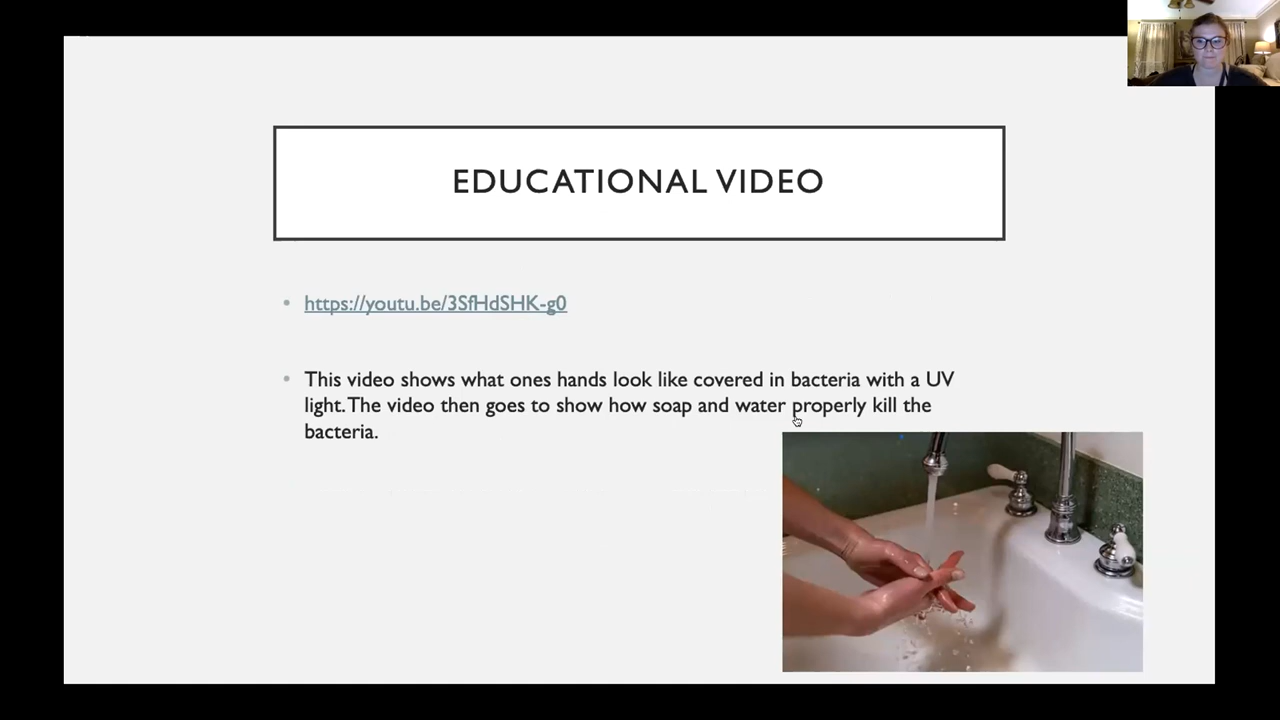 EDUCATIONAL VIDEO
https://youtu.be/3SfHdSHK-g0
This video shows what ones hands look like covered in bacteria with a UV
light. The video then goes to show how soap and water properly kill the
bacteria.